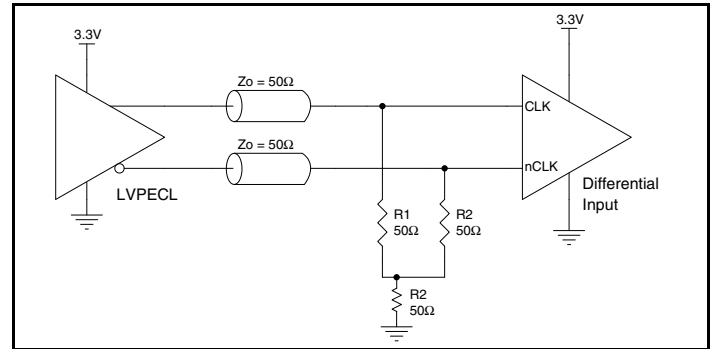 3.3V
3.3V
Zo = 50Ω
CLK
Zo = 50Ω
nCLK
LVPECL
Differential
Input
R1
50Ω
R2
50Ω
R2
50Ω